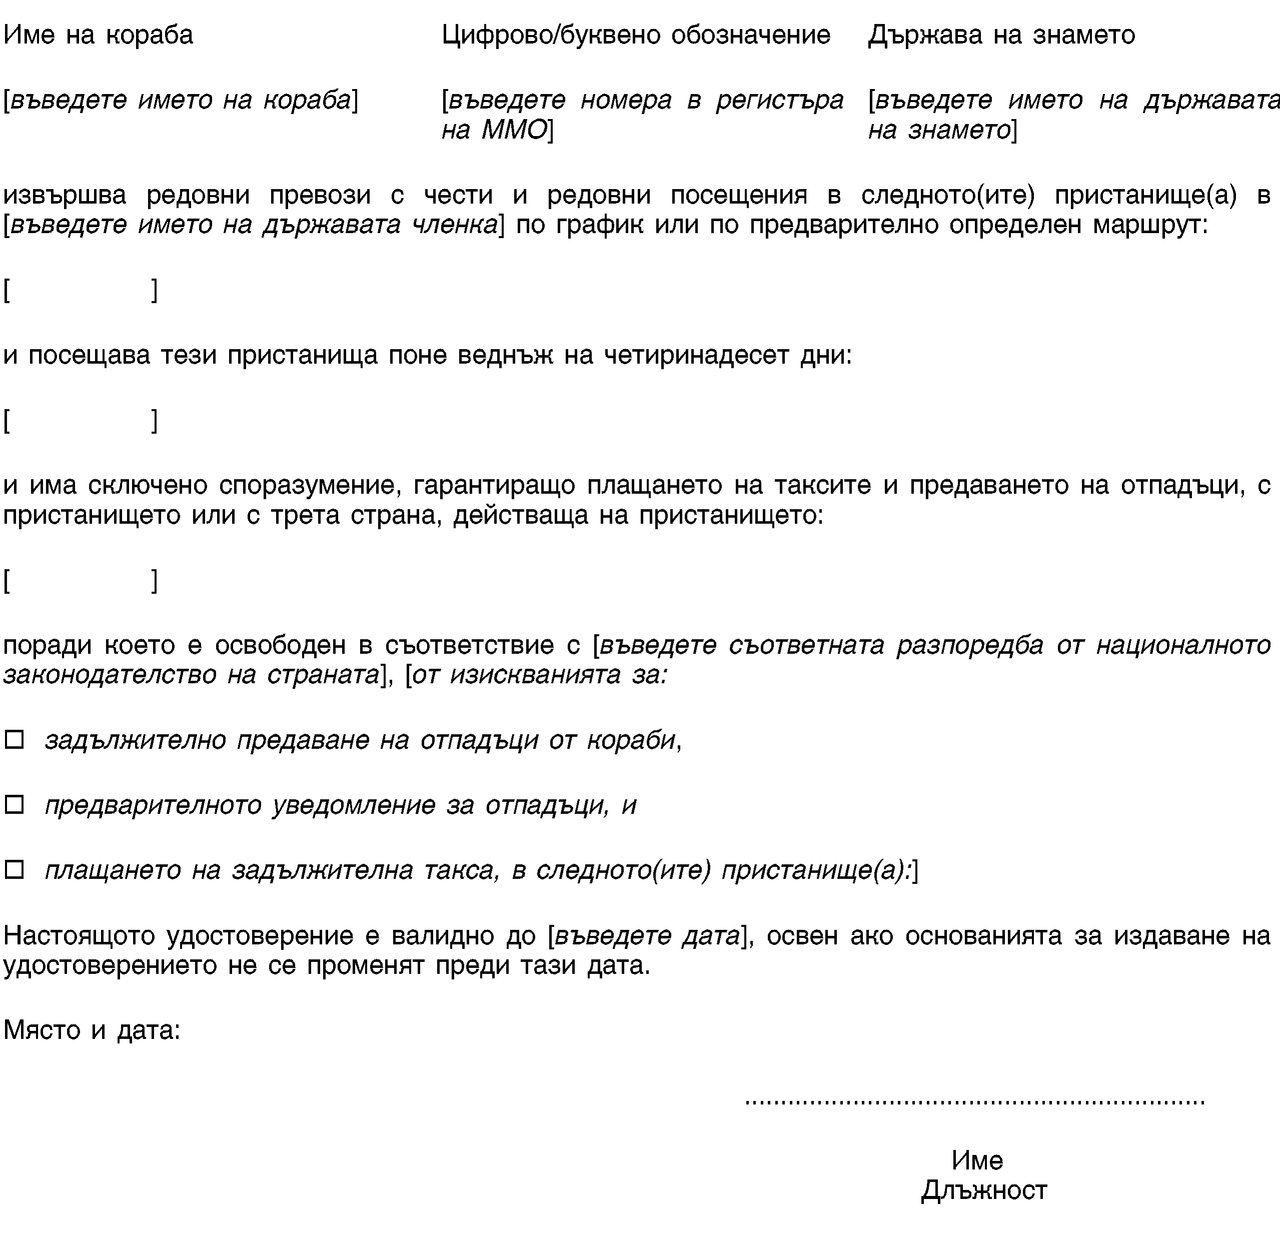 Име на кораба Цифрово/буквено обозначение Държава на знамето
[въведете името на кораба] [въведете номера в регистъра [въведете името на държавата
на ММО] на знамето]
извършва редовни превози с чести и редовни посещения в следното(ите) пристанище(а) в
[въведете името на държавата членка] по график или по предварително определен маршрут:
[ ]
и посещава тези пристанища поне веднъж на четиринадесет дни:
[ ]
и има сключено споразумение, гарантиращо плащането на таксите и предаването на отпадъци, с
пристанището или с трета страна, действаща на пристанището:
[ ]
поради което е освободен в съответствие с [въведете съответната разпоредба от националното
законодателство на страната], [от изискванията за:
☐ задължително предаване на отпадъци от кораби,
☐ предварителното уведомление за отпадъци, и
☐ плащането на задължителна такса, в следното(ите) пристанище(а):]
Настоящото удостоверение е валидно до [въведете дата], освен ако основанията за издаване на
удостоверението не се променят преди тази дата.
Място и дата:
................................................................
Име
Длъжност